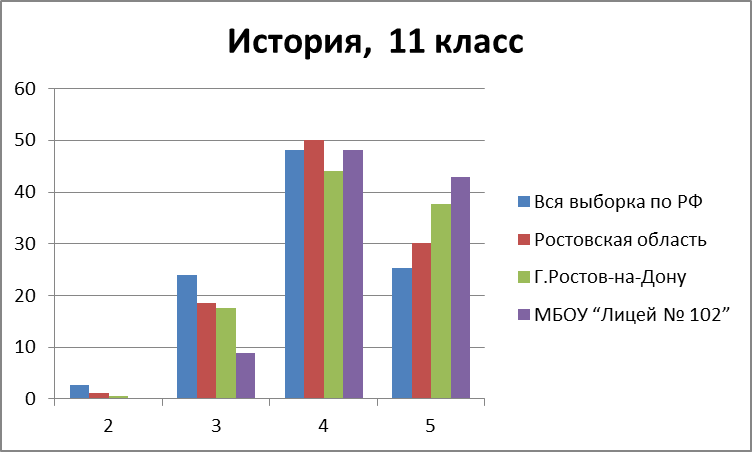 История,  11 класс
60
50
40
30
20
10
0
2 3 4 5
Вся выборка по РФ
Ростовская область
Г.Ростов-на-Дону
МБОУ “Лицей № 102”